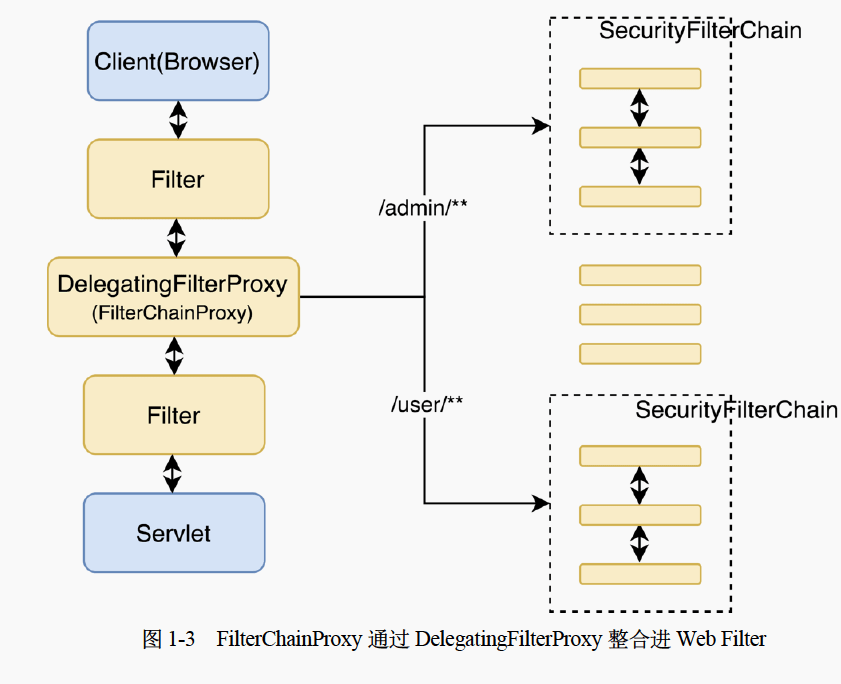 Client(Browser)
Filter
DelegatingFilterProxy
(FilterChainProxy)
Filter
Servlet
/admin/**
/user/**
SecurityFilterChain
SecurityFilterChain
图 1-3 FilterChainProxy 通过 DelegatingFilterProxy 整合进 Web Filter